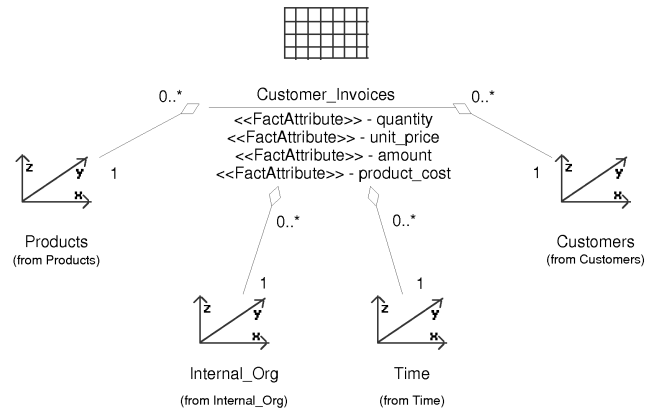 0..*
Customer_Invoices
0..*
<<FactAttribute>> - quantity
<<FactAttribute>> - unit_price
<<FactAttribute>> - amount
<<FactAttribute>> - product_cost
1
1
z
y
x
z
y
x
Products
(from Products)
Customers
(from Customers)
0..*
0..*
1
1
z
y
x
z
y
x
Internal_Org
(from Internal_Org)
Time
(from Time)